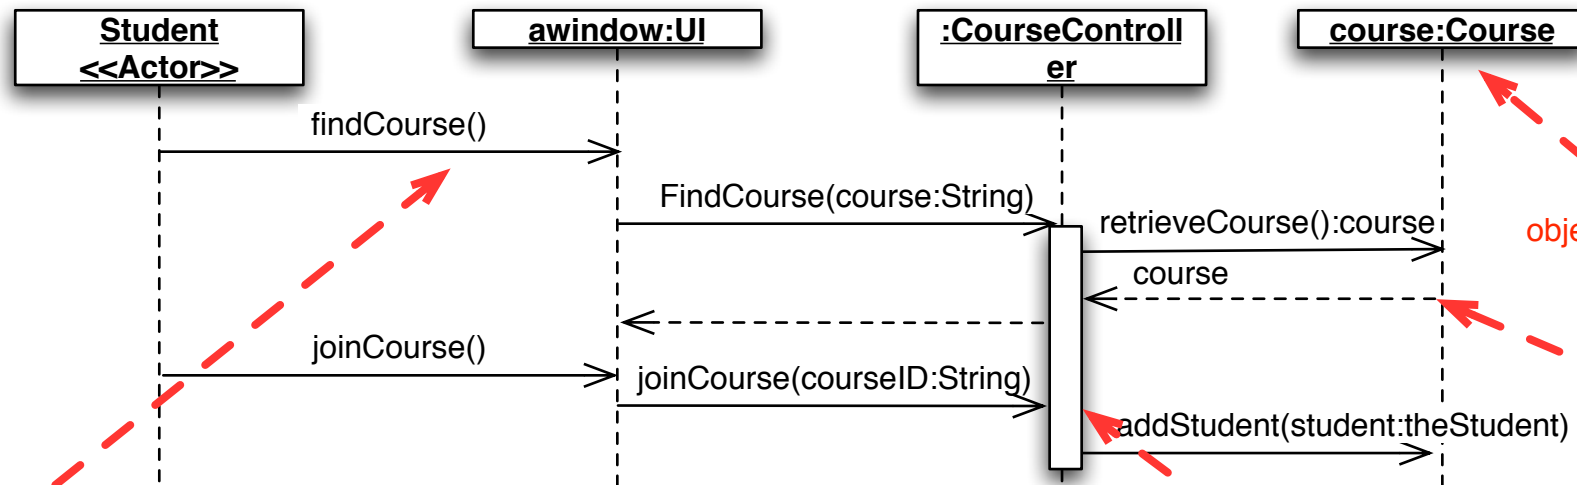 Student
<<Actor>>
awindow:UI
:CourseControll
er
course:Course
findCourse()
FindCourse(course:String)
retrieveCourse():course
obje
course
joinCourse()
joinCourse(courseID:String)
addStudent(student:theStudent)